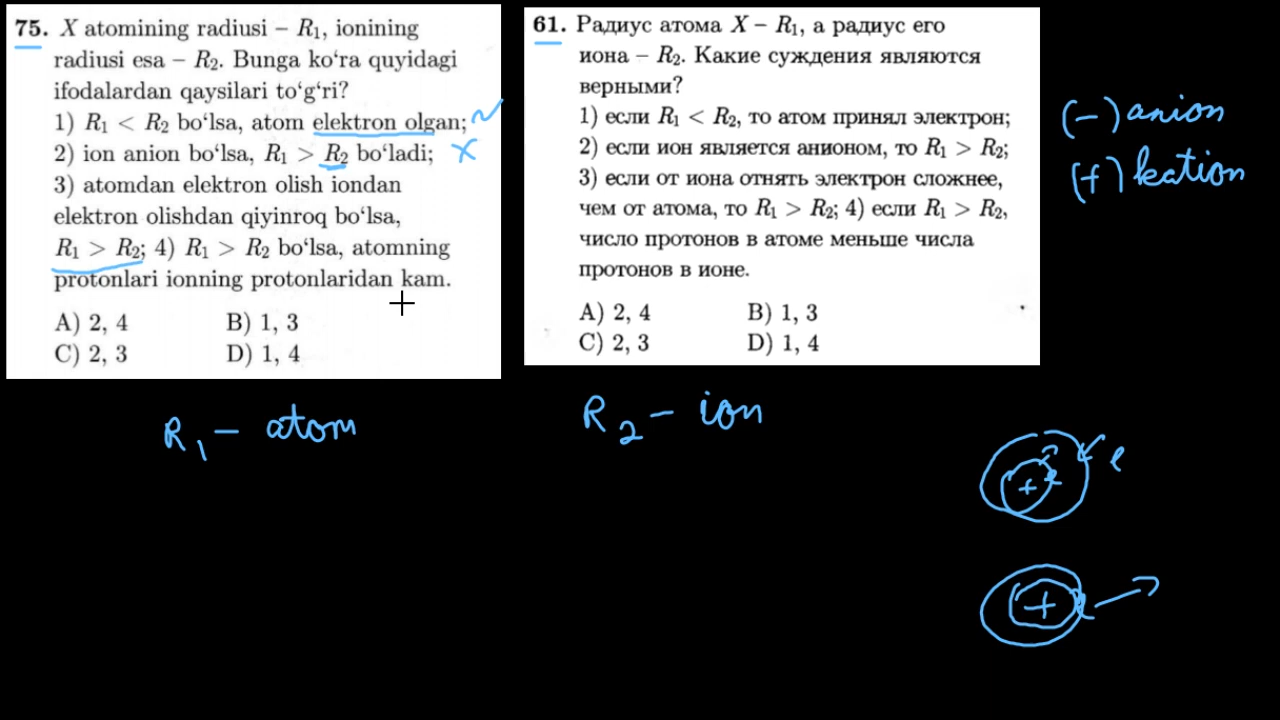 75. X atomining radiusi – R₁, ionining
radiusi esa – R₂. Bunga ko‘ra quyidagi
ifodalardan qaysilari to‘g‘ri?
1) R₁ < R₂ bo‘lsa, atom elektron olgan;
2) ion anion bo‘lsa, R₁ > R₂ bo‘ladi;
3) atomdan elektron olish iondan
elektron olishdan qiyinroq bo‘lsa,
R₁ > R₂; 4) R₁ > R₂ bo‘lsa, atomning
protonlari ionning protonlaridan kam.
A) 2, 4 B) 1, 3
C) 2, 3 D) 1, 4
61. Радиус атома X – R₁, а радиус его
иона – R₂. Какие суждения являются
верными?
1) если R₁ < R₂, то атом принял электрон;
2) если ион является анионом, то R₁ > R₂;
3) если от иона отнять электрон сложнее,
чем от атома, то R₁ > R₂; 4) если R₁ > R₂,
число протонов в атоме меньше числа
протонов в ионе.
A) 2, 4 B) 1, 3
C) 2, 3 D) 1, 4
(-) anion
(+) kation
R₁ – atom
R₂ – ion
+ e
+